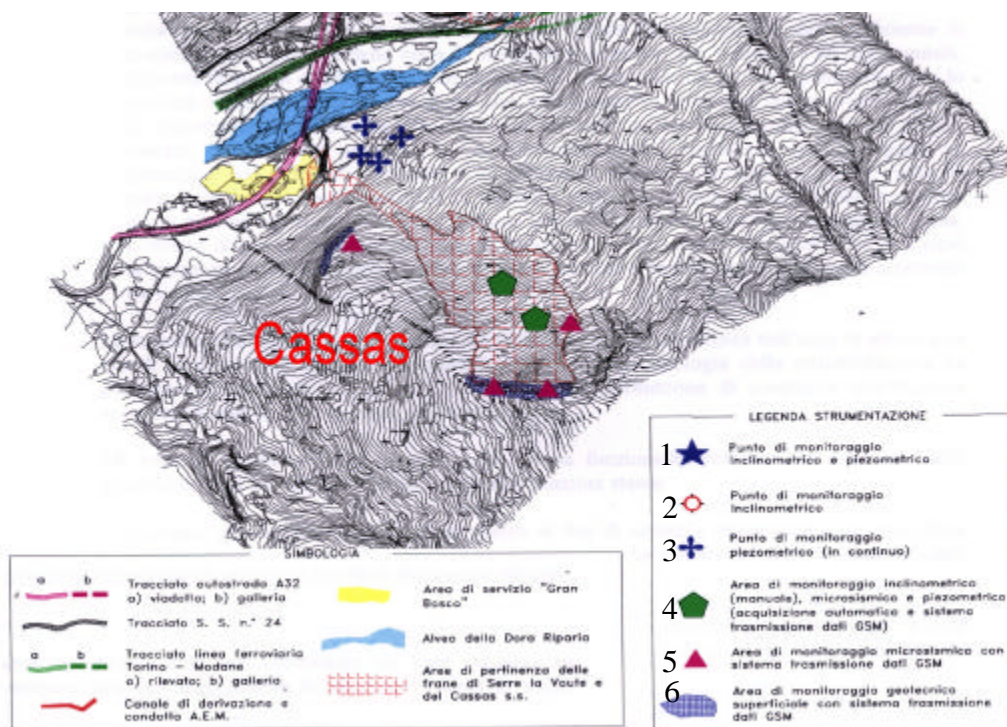 Cassas
LEGENDA STRUMENTAZIONE
1 Punto di monitoraggio
inclinometrico e piezometrico
2 Punto di monitoraggio
inclinometrico
3 Punto di monitoraggio
piezometrico (in continuo)
4 Area di monitoraggio inclinometrico
(manuale), microsismico e piezometrico
(acquisizione automatica e sistema
trasmissione dati GSM)
5 Area di monitoraggio microsismico con
sistema trasmissione dati GSM
6 Area di monitoraggio geotecnico
superficiale con sistema trasmissione
dati GSM
SIMBOLOGIA
a b
Tracciato autostrada A32
a) viadotto; b) galleria
Tracciato S. S. n.° 24
a b
Tracciato linea ferroviaria
Torino - Modane
a) rilevato; b) galleria
Canale di derivazione e
condotta A.E.M.
Area di servizio "Gran
Bosco"
Alveo della Dora Riparia
Aree di pertinenza delle
frane di Serre la Voute e
del Cassas s.s.